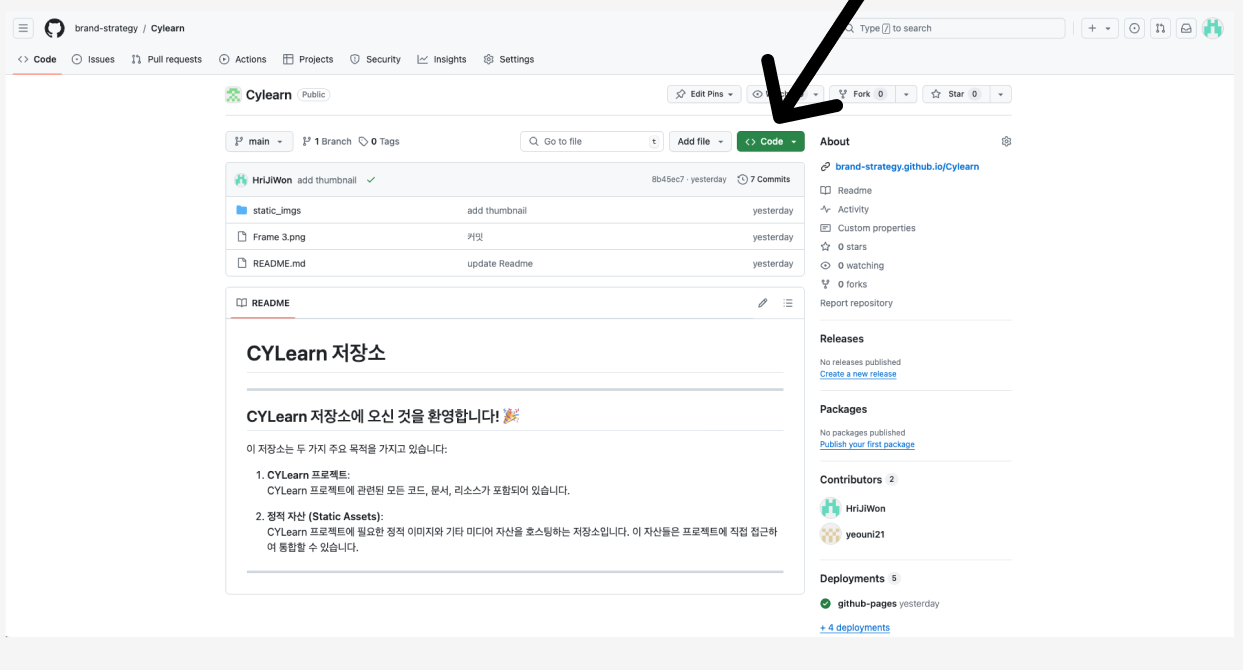 brand-strategy / Cylearn
Type / to search
Code Issues Pull requests Actions Projects Security Insights Settings
Cylearn Public
Edit Pins
Fork 0
Star 0
main
1 Branch
0 Tags
Go to file t
Add file
Code
HriJiWon add thumbnail
8b45ec7 · yesterday
7 Commits
static_imgs add thumbnail yesterday
Frame 3.png 커밋 yesterday
README.md update Readme yesterday
README
CYLearn 저장소
CYLearn 저장소에 오신 것을 환영합니다! 🎉
이 저장소는 두 가지 주요 목적을 가지고 있습니다:
1. CYLearn 프로젝트:
CYLearn 프로젝트에 관련된 모든 코드, 문서, 리소스가 포함되어 있습니다.
2. 정적 자산 (Static Assets):
CYLearn 프로젝트에 필요한 정적 이미지와 기타 미디어 자산을 호스팅하는 저장소입니다. 이 자산들은 프로젝트에 직접 접근하
여 통합할 수 있습니다.
About
brand-strategy.github.io/Cylearn
Readme
Activity
Custom properties
0 stars
0 watching
0 forks
Report repository
Releases
No releases published
Create a new release
Packages
No packages published
Publish your first package
Contributors 2
HriJiWon
yeouni21
Deployments 5
github-pages yesterday
+ 4 deployments